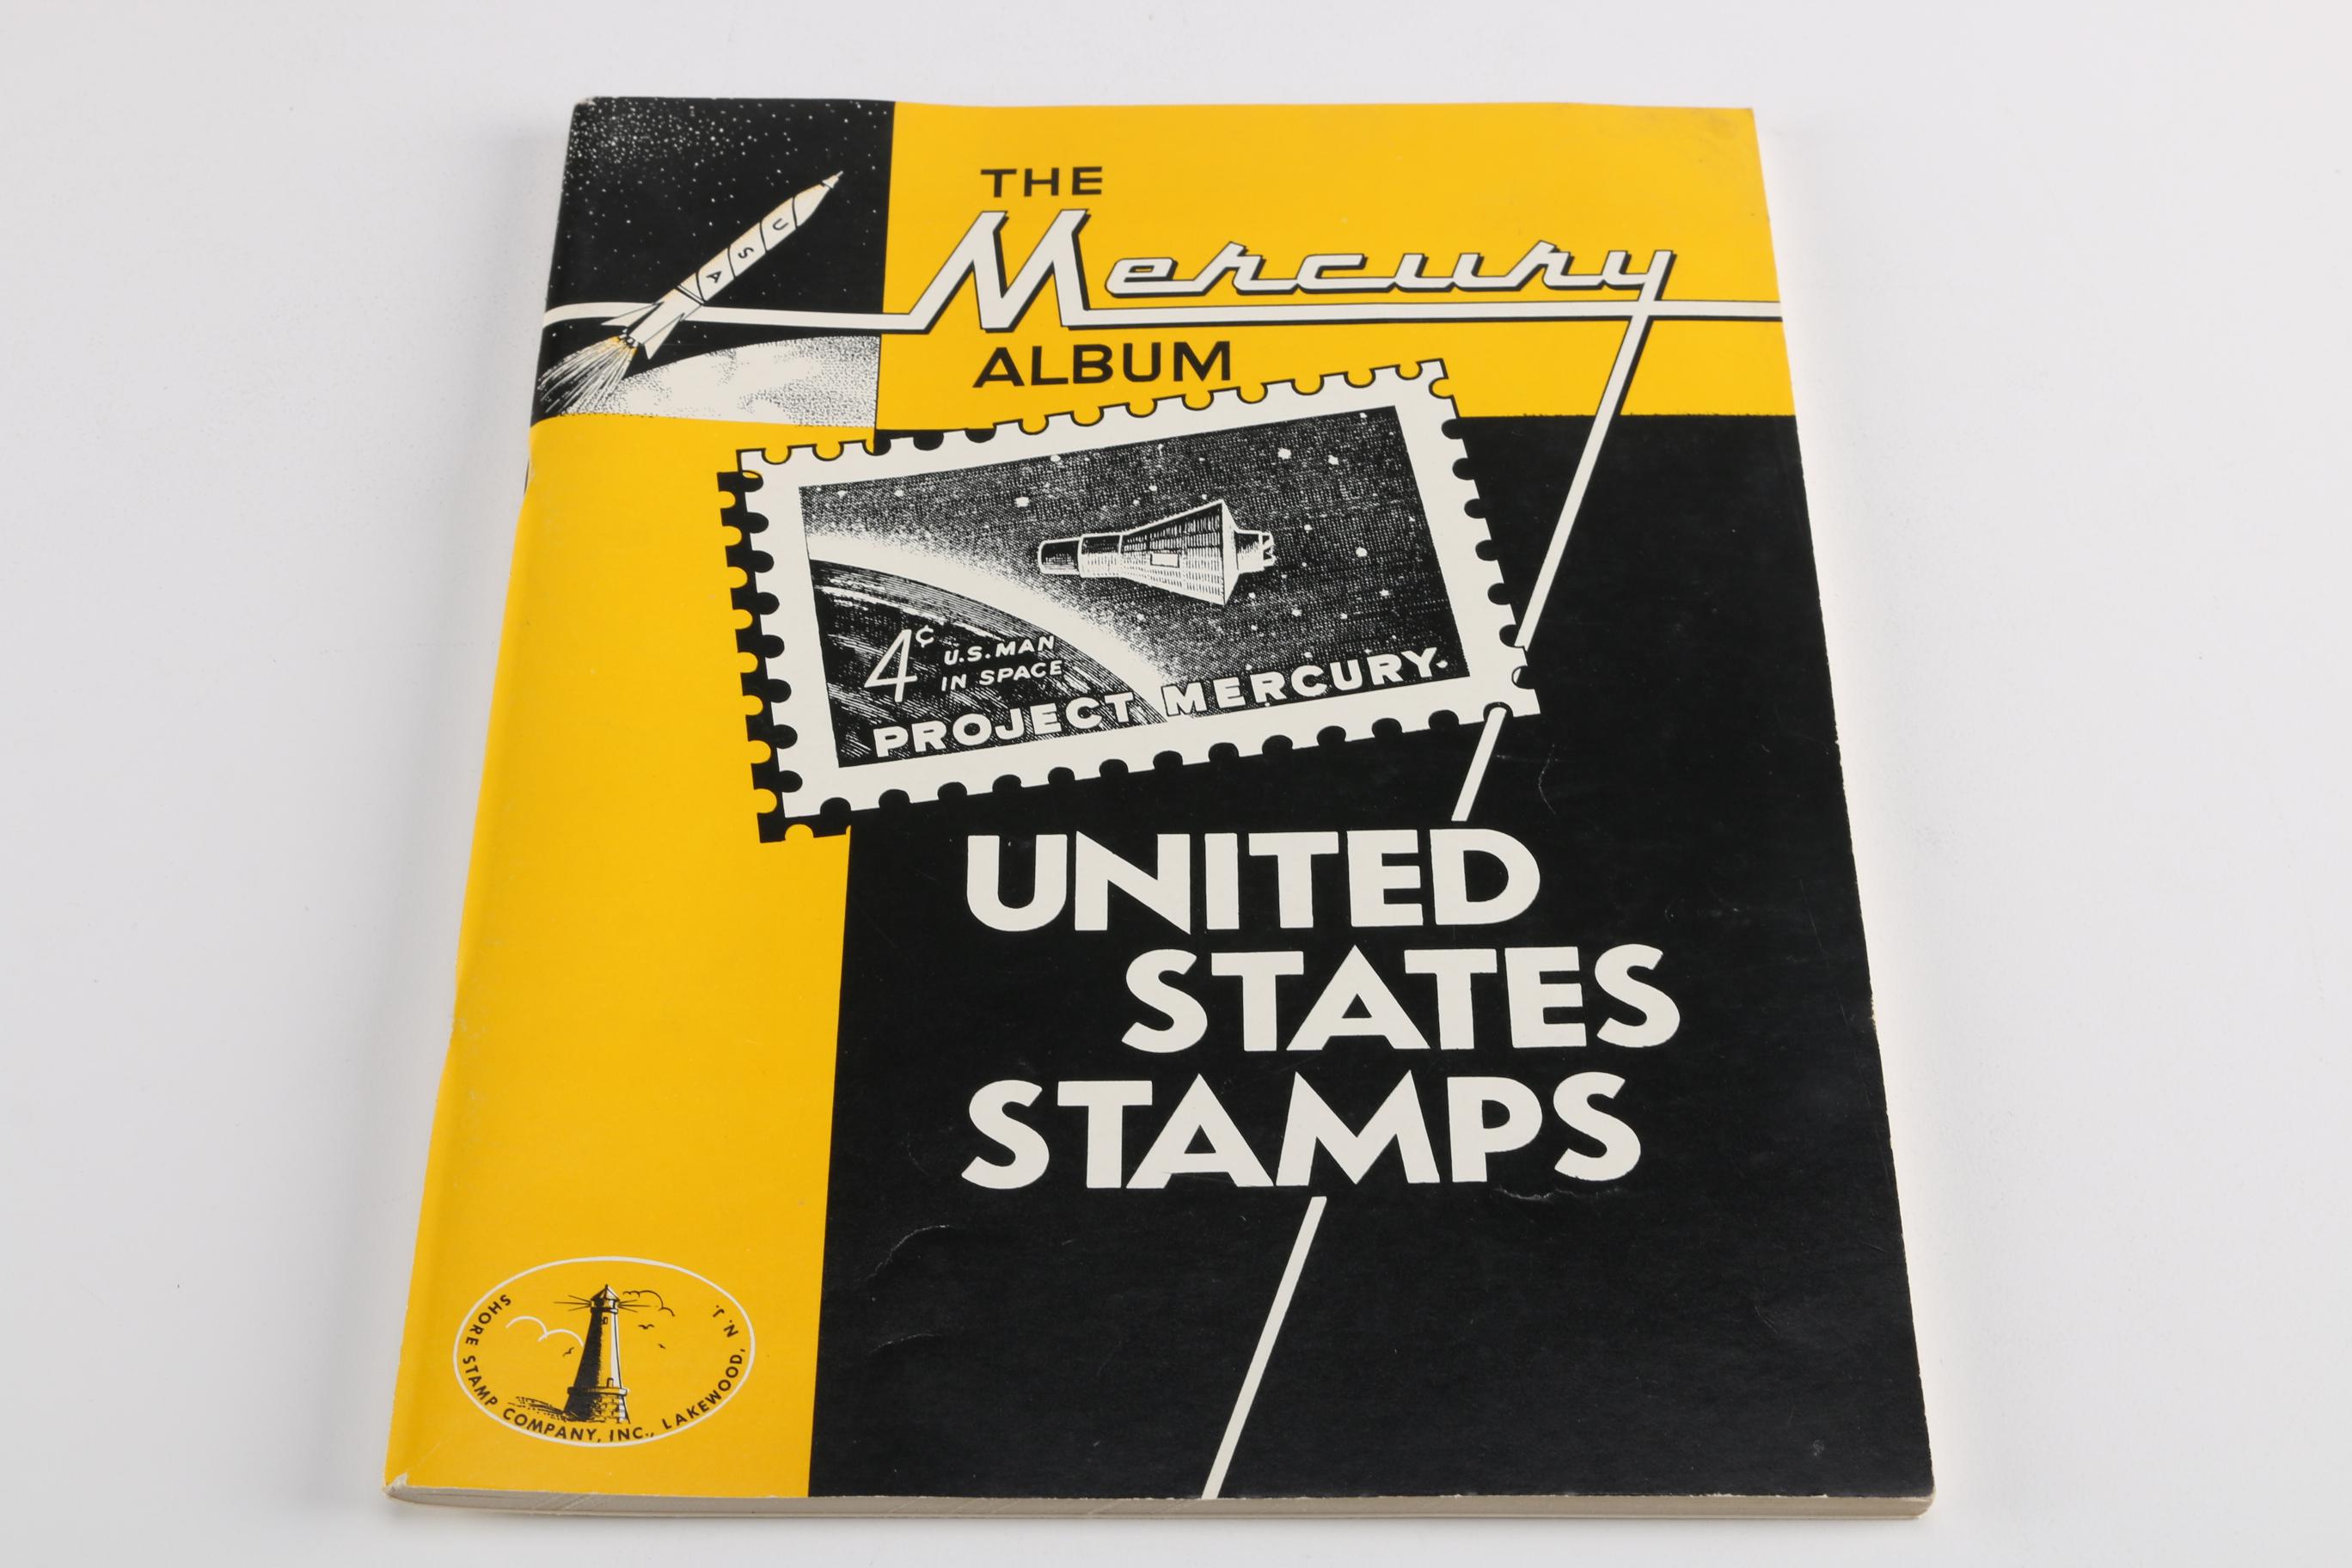 THE
Mercury
ALBUM
USA
4¢ U.S. MAN
IN SPACE
PROJECT MERCURY
UNITED
STATES
STAMPS
SHORE STAMP COMPANY, INC., LAKEWOOD, N.J.